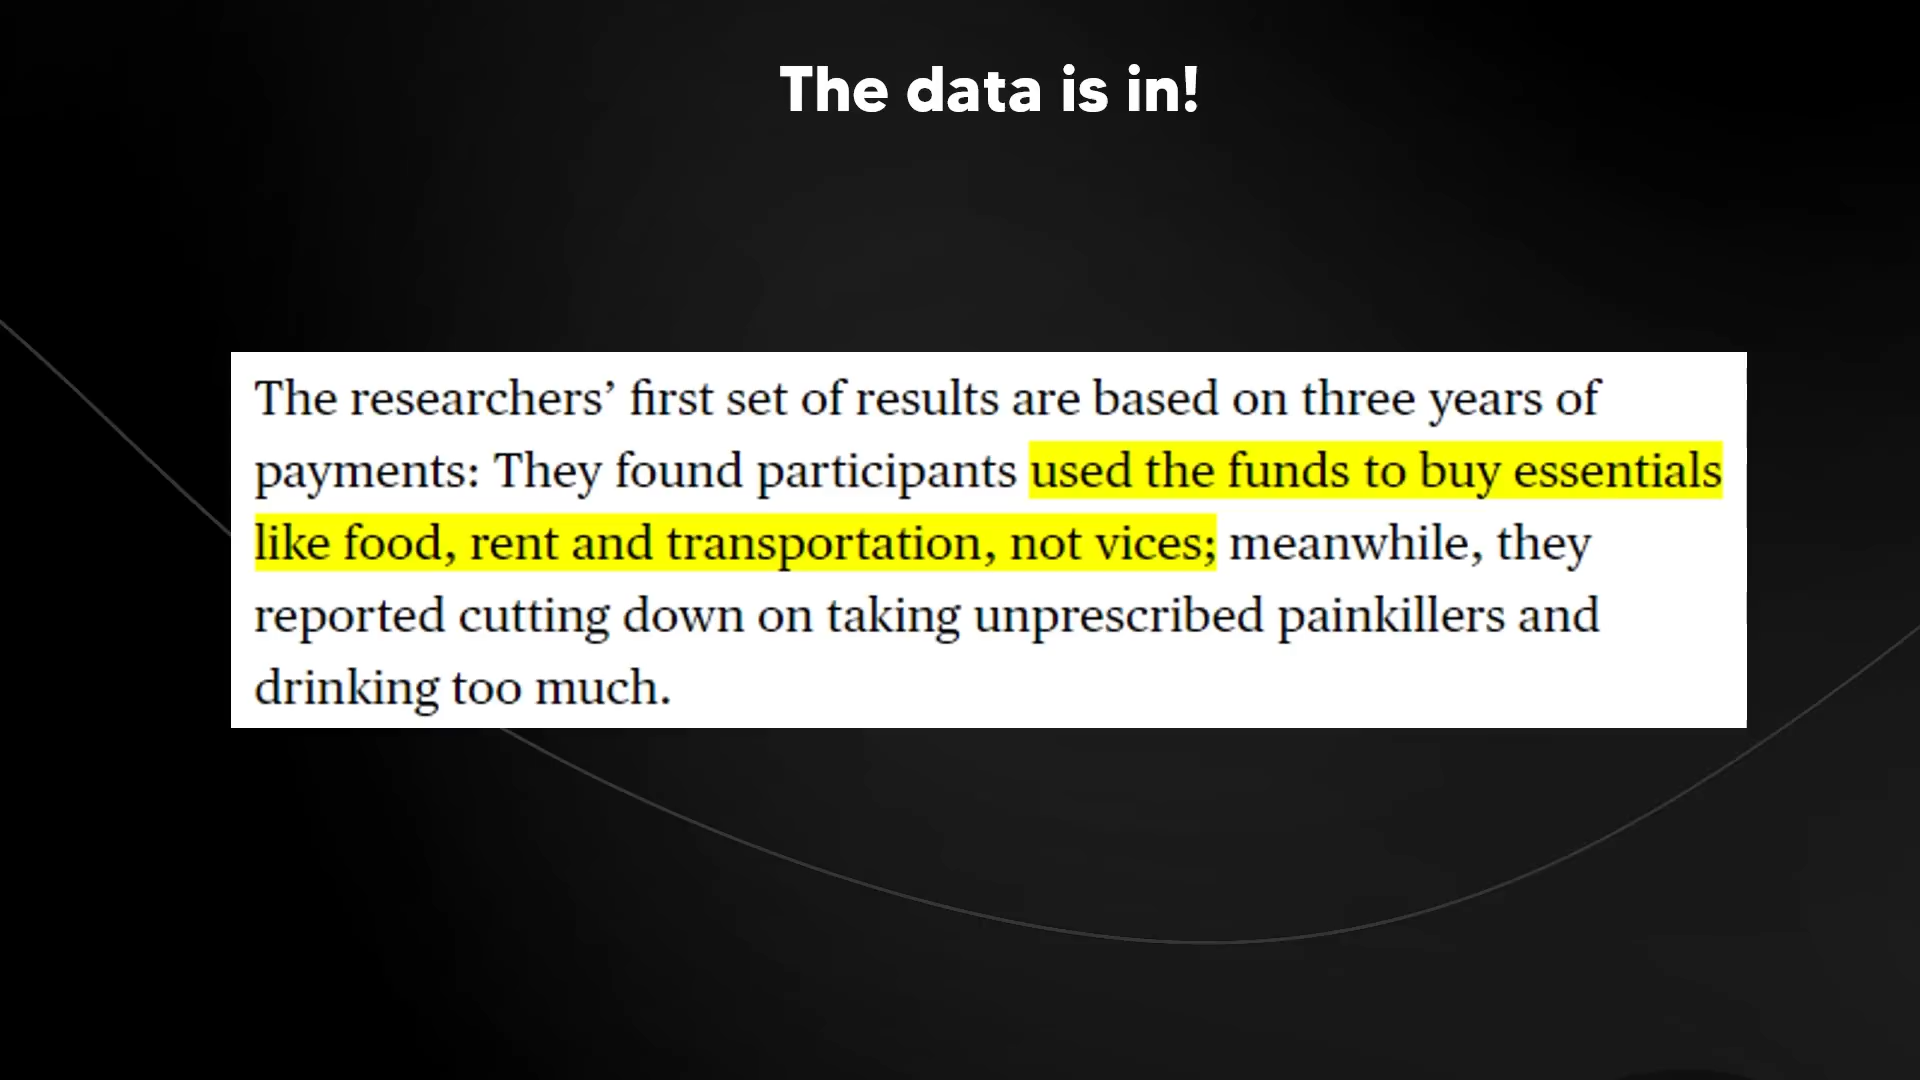 The data is in!
The researchers’ first set of results are based on three years of
payments: They found participants used the funds to buy essentials
like food, rent and transportation, not vices; meanwhile, they
reported cutting down on taking unprescribed painkillers and
drinking too much.